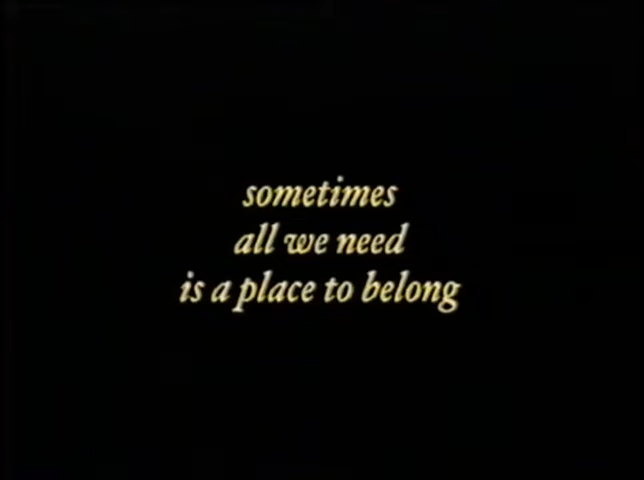 sometimes
all we need
is a place to belong